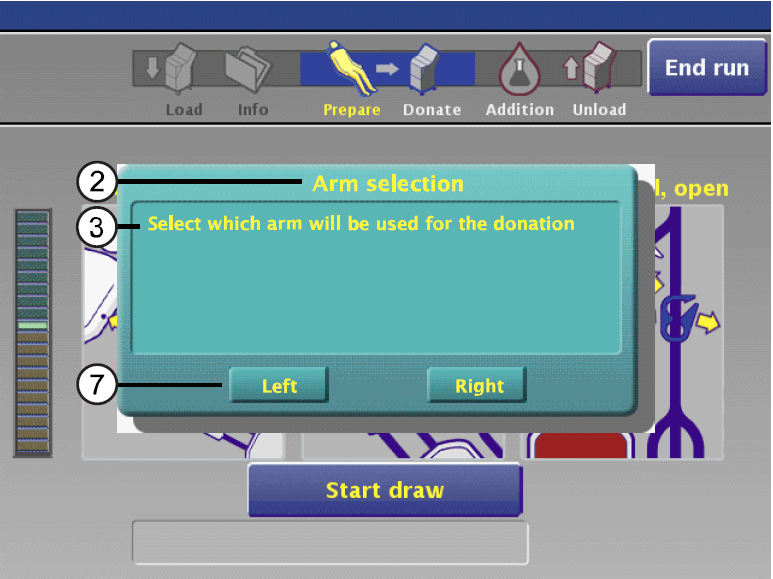 End run
Load
Info
Prepare
Donate
Addition
Unload
2
Arm selection
, open
3
Select which arm will be used for the donation
7
Left
Right
Start draw